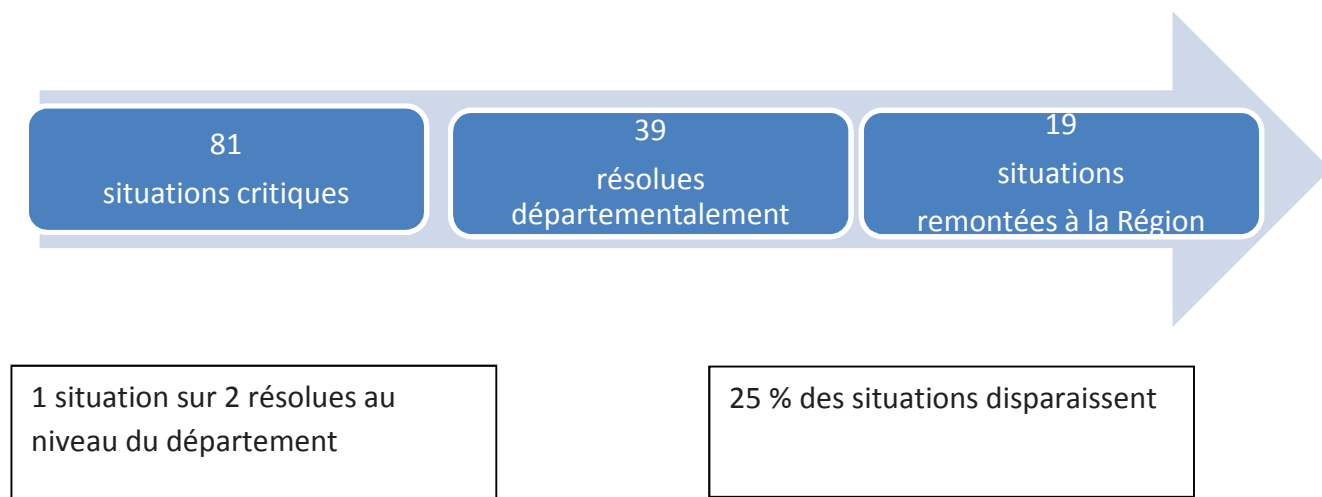 81
situations critiques
39
résolues
départementalement
19
situations
remontées à la Région
1 situation sur 2 résolues au
niveau du département
25 % des situations disparaissent